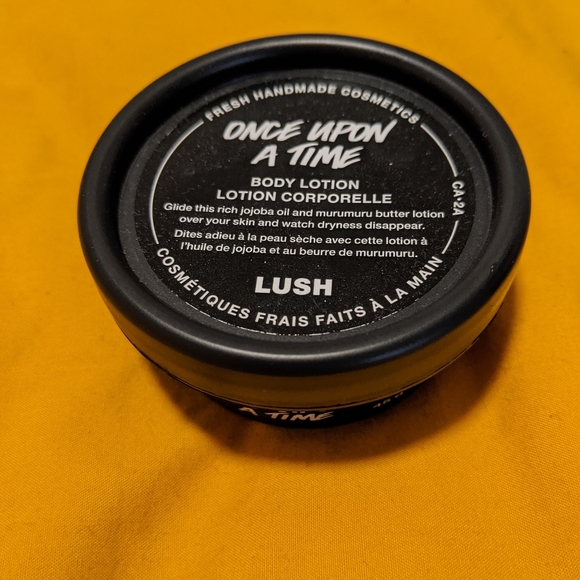 FRESH HANDMADE COSMETICS
ONCE UPON
A TIME
BODY LOTION
LOTION CORPORELLE
Glide this rich jojoba oil and murumuru butter lotion
over your skin and watch dryness disappear.
Dites adieu à la peau sèche avec cette lotion à
l'huile de jojoba et au beurre de murumuru.
LUSH
CA•2A
COSMÉTIQUES FRAIS FAITS À LA MAIN
A TIME